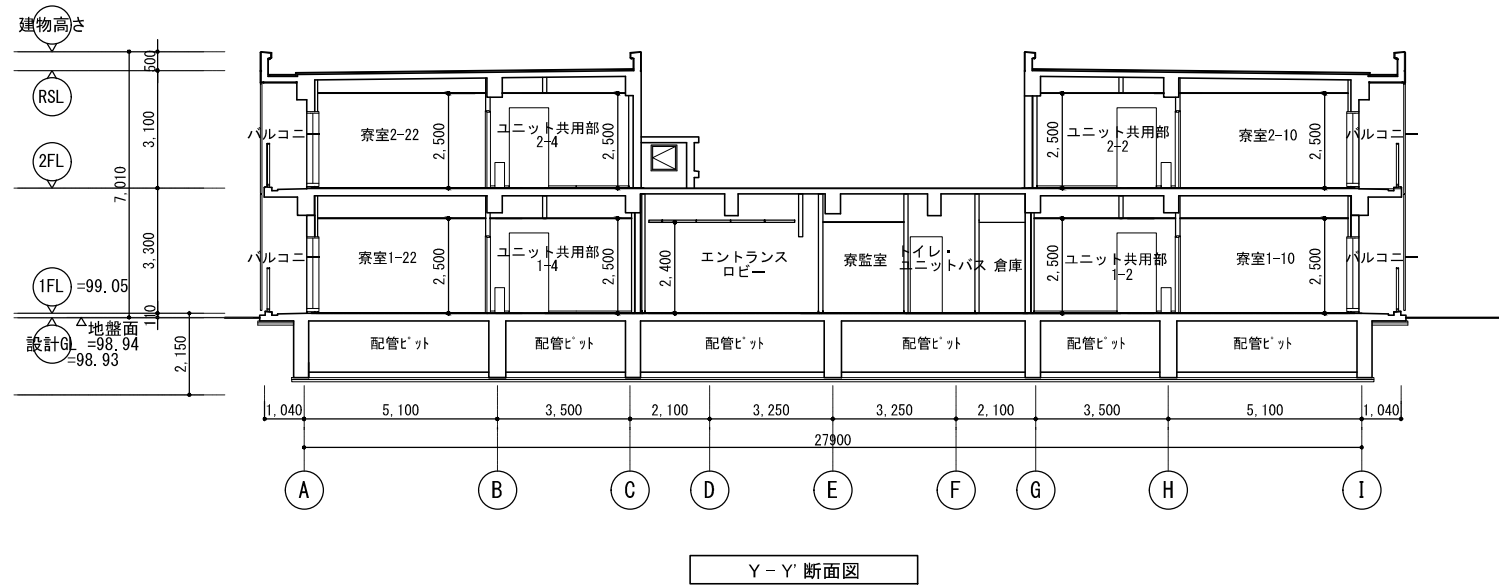 建物高さ
500
RSL
3,100
2FL
7,010
3,300
1FL =99.05
110
地盤面
設計GL =98.94
=98.93
2,150
バルコニー
寮室2-22
2,500
ユニット共用部
2-4
2,500
2,500
ユニット共用部
2-2
寮室2-10
2,500
バルコニー
バルコニー
寮室1-22
2,500
ユニット共用部
1-4
2,500
2,400
エントランス
ロビー
寮監室
トイレ・
ユニットバス
倉庫
2,500
ユニット共用部
1-2
寮室1-10
2,500
バルコニー
配管ピット
配管ピット
配管ピット
配管ピット
配管ピット
配管ピット
1,040
5,100
3,500
2,100
3,250
3,250
2,100
3,500
5,100
1,040
27900
A
B
C
D
E
F
G
H
I
Y-Y'断面図